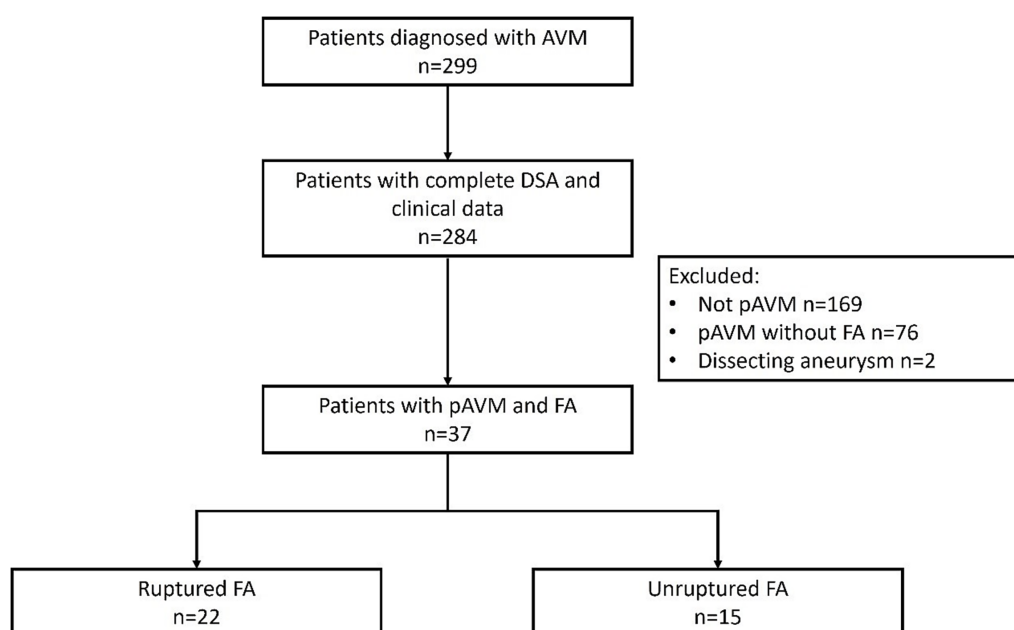 Patients diagnosed with AVM
n=299
Patients with complete DSA and
clinical data
n=284
Excluded:
• Not pAVM n=169
• pAVM without FA n=76
• Dissecting aneurysm n=2
Patients with pAVM and FA
n=37
Ruptured FA
n=22
Unruptured FA
n=15